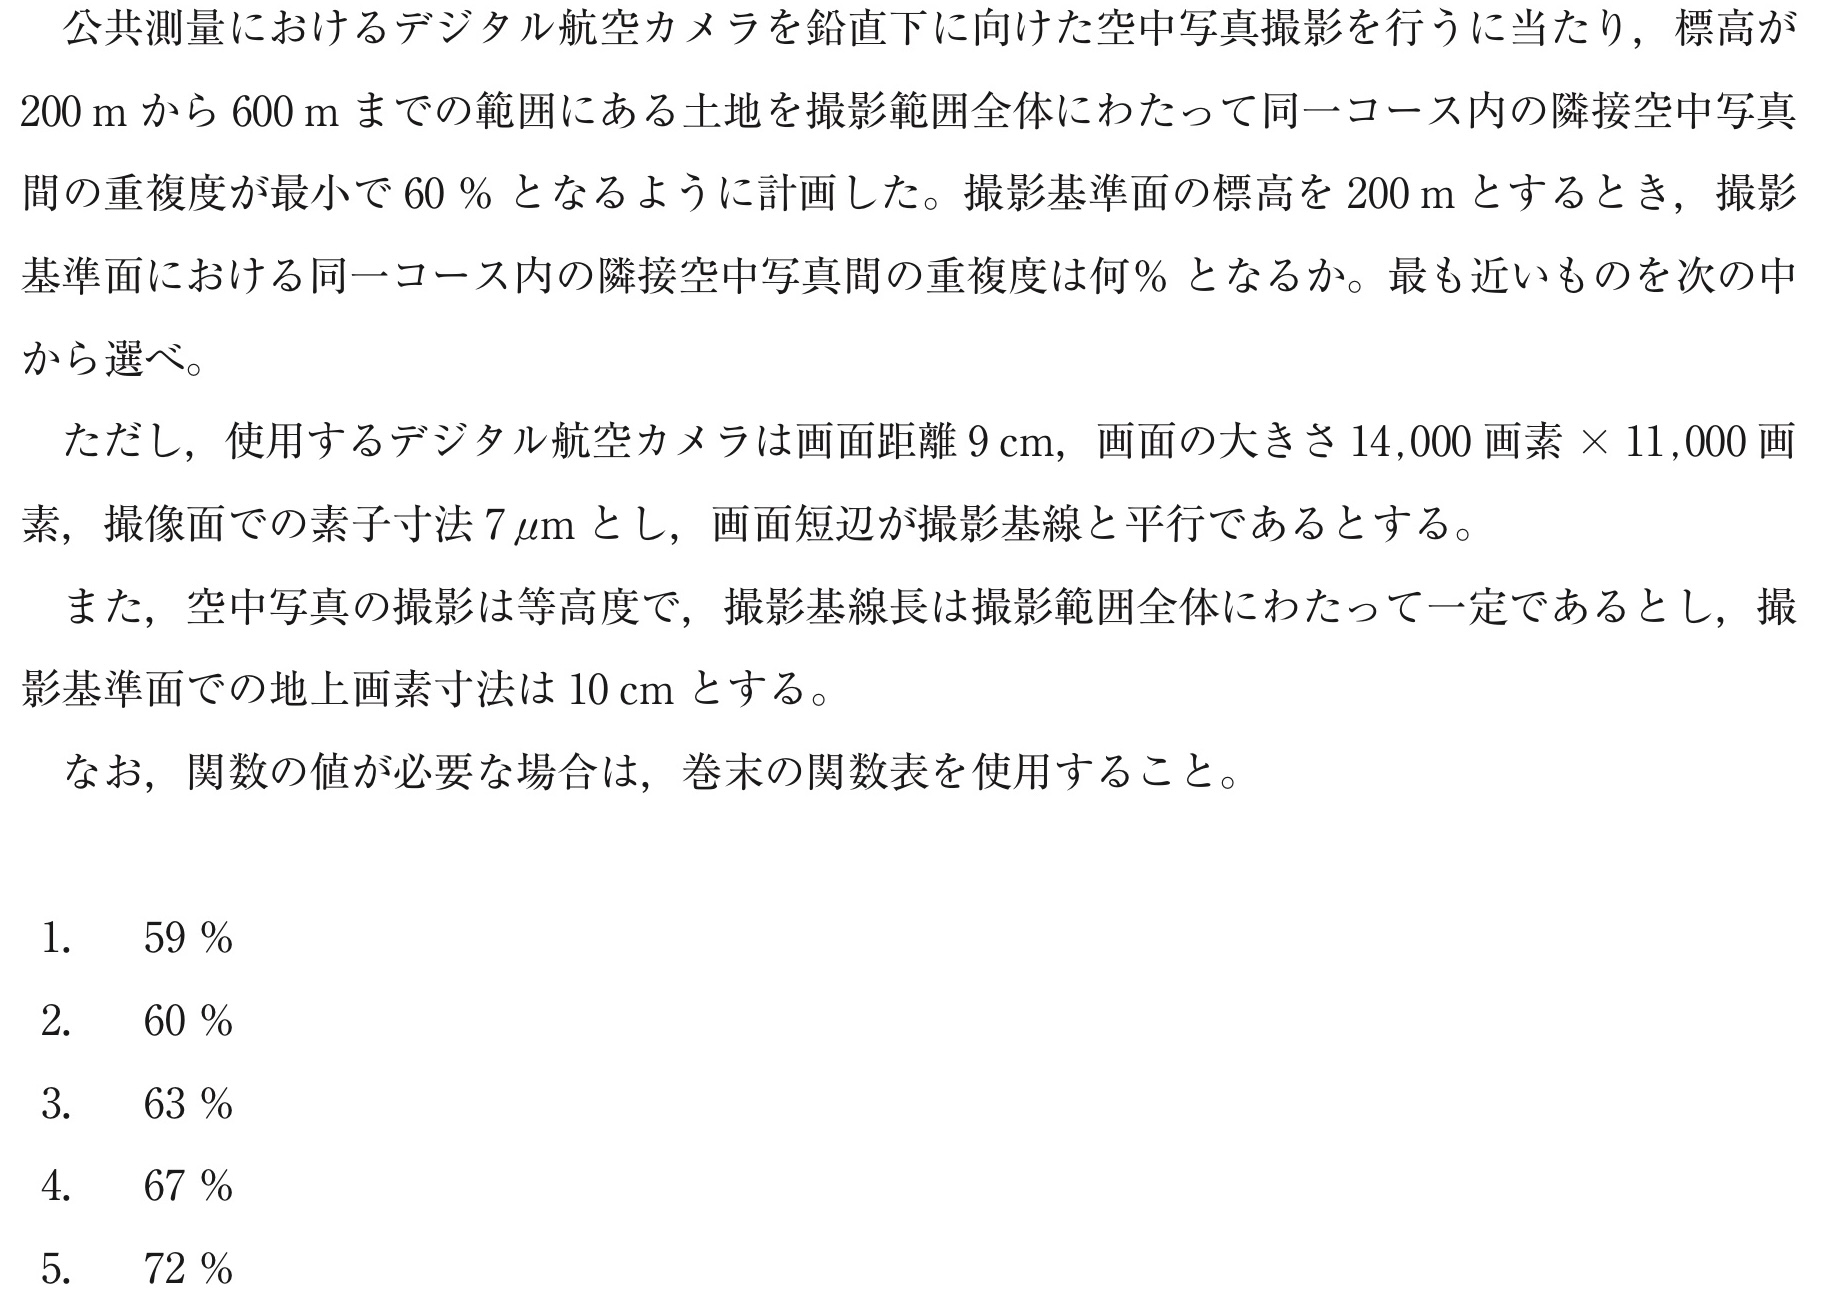 公共測量におけるデジタル航空カメラを鉛直下に向けた空中写真撮影を行うに当たり，標高が
200 m から 600 m までの範囲にある土地を撮影範囲全体にわたって同一コース内の隣接空中写真
間の重複度が最小で 60 % となるように計画した。撮影基準面の標高を 200 m とするとき，撮影
基準面における同一コース内の隣接空中写真間の重複度は何% となるか。最も近いものを次の中
から選べ。
ただし，使用するデジタル航空カメラは画面距離 9 cm，画面の大きさ 14,000 画素 × 11,000 画
素，撮像面での素子寸法 7 μm とし，画面短辺が撮影基線と平行であるとする。
また，空中写真の撮影は等高度で，撮影基線長は撮影範囲全体にわたって一定であるとし，撮
影基準面での地上画素寸法は 10 cm とする。
なお，関数の値が必要な場合は，巻末の関数表を使用すること。
1. 59 %
2. 60 %
3. 63 %
4. 67 %
5. 72 %